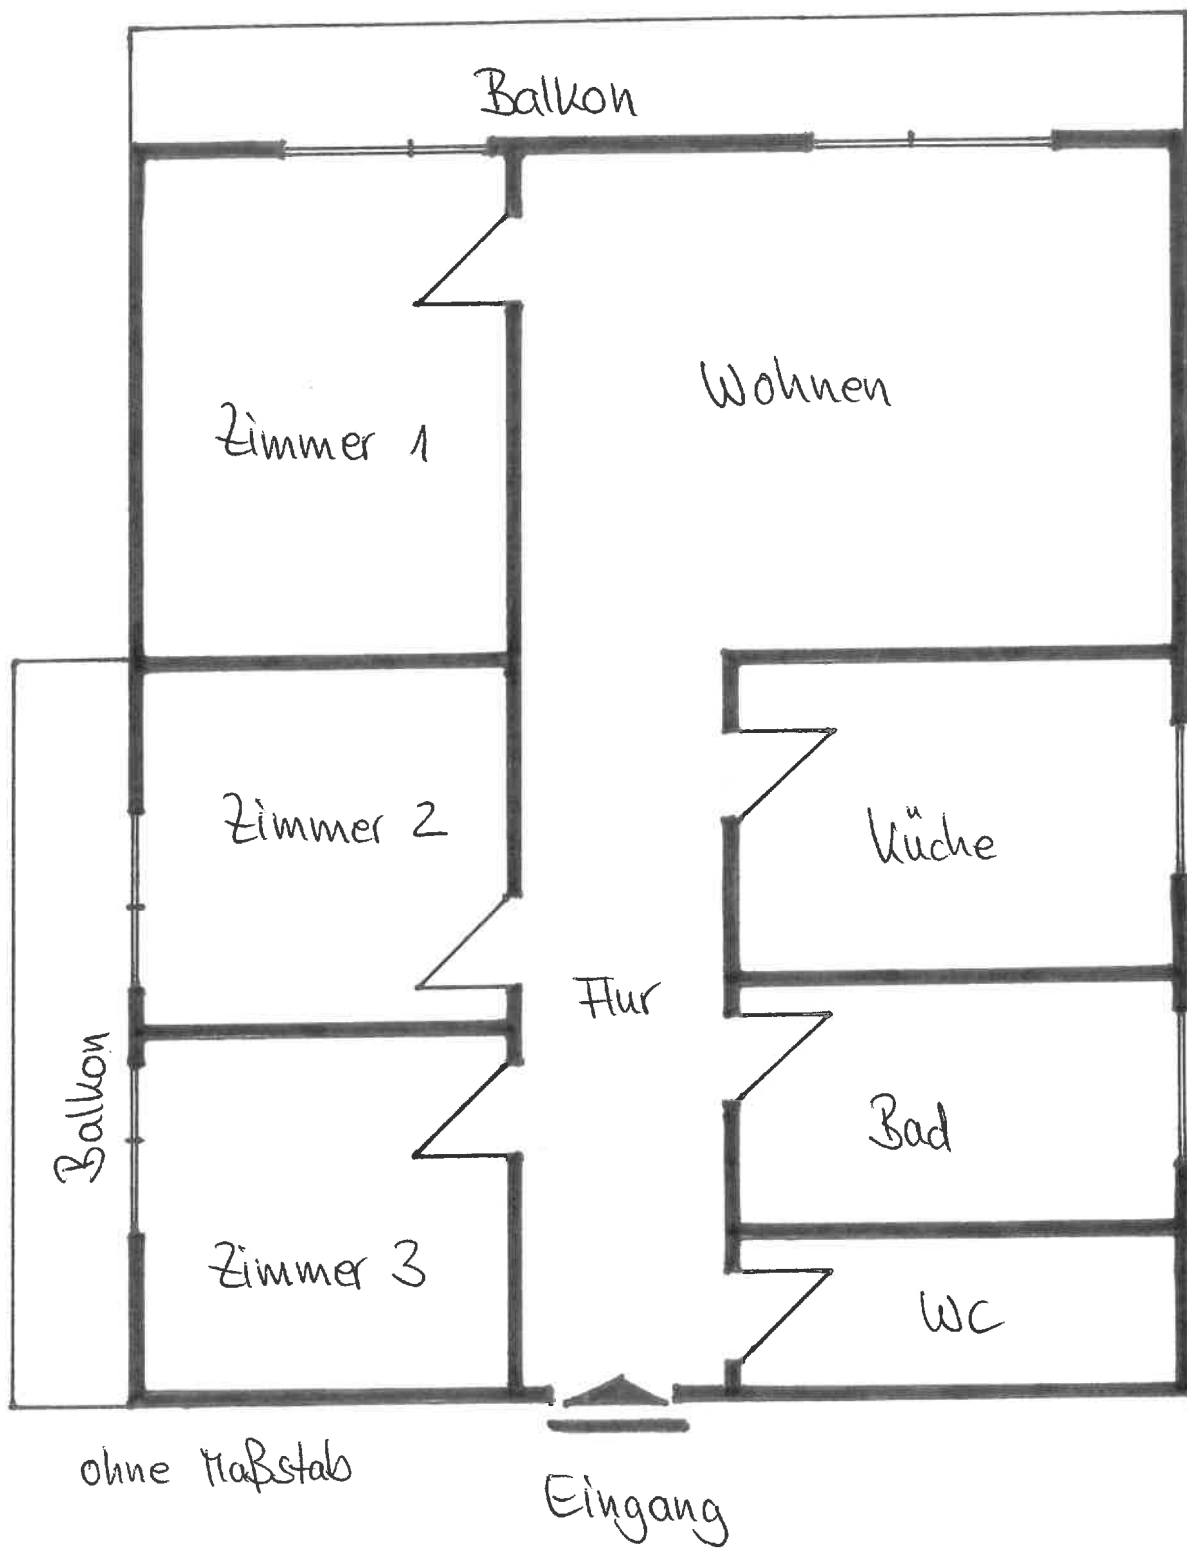 Balkon
Wohnen
Zimmer 1
Zimmer 2
Küche
Flur
Balkon
Bad
Zimmer 3
WC
ohne Maßstab
Eingang